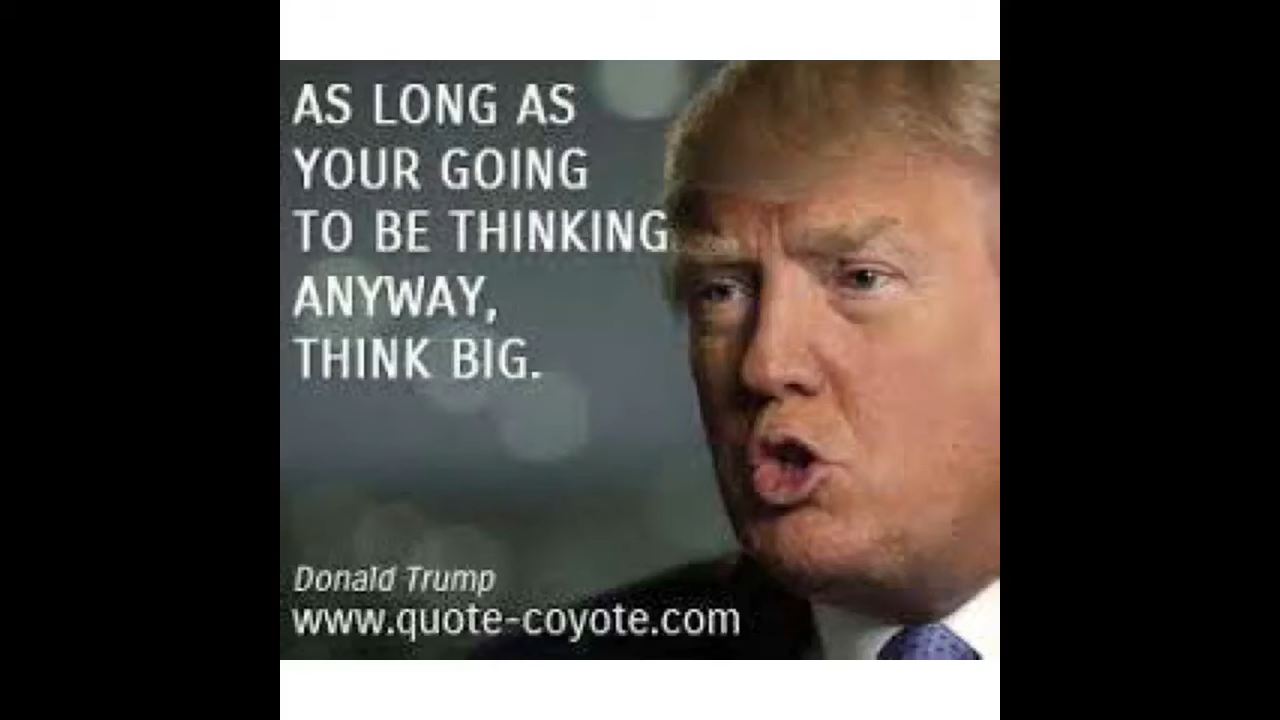 AS LONG AS
YOUR GOING
TO BE THINKING
ANYWAY,
THINK BIG.
Donald Trump
www.quote-coyote.com